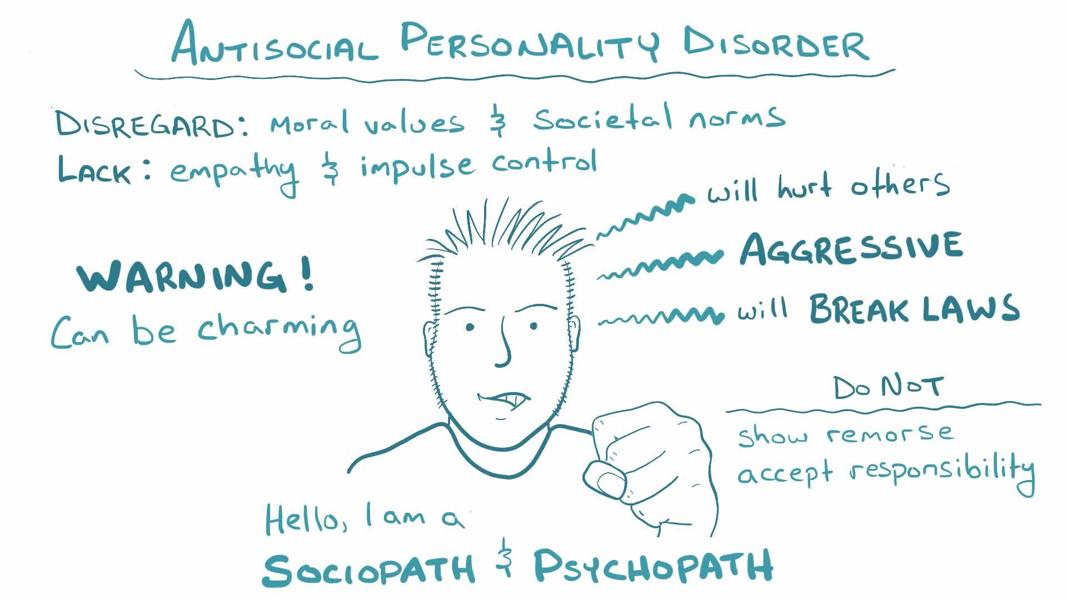 ANTISOCIAL PERSONALITY DISORDER
DISREGARD: Moral values & Societal norms
LACK: empathy & impulse control
will hurt others
AGGRESSIVE
will BREAK LAWS
WARNING!
Can be charming
DO NOT
show remorse
accept responsibility
Hello, I am a
SOCIOPATH & PSYCHOPATH